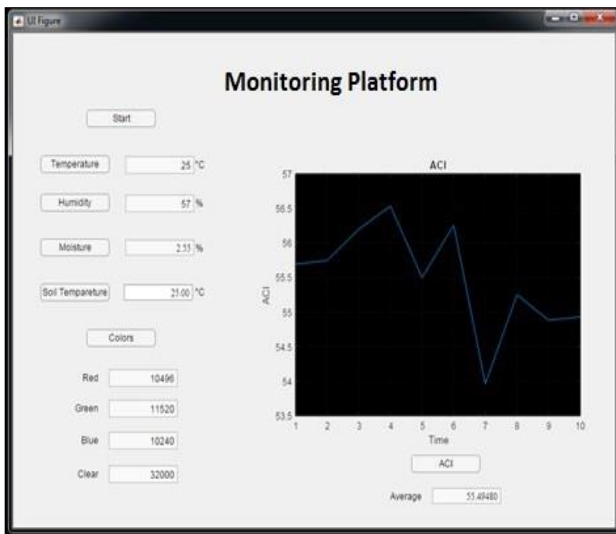 UI Figure
Monitoring Platform
Start
Temperature 25 °C
Humidity 57 %
Moisture 2.55 %
Soil Tempareture 25.00 °C
Colors
Red 10496
Green 11520
Blue 10240
Clear 32000
ACI
57
56.5
56
55.5
55
54.5
54
53.5
ACI
1 2 3 4 5 6 7 8 9 10
Time
ACI
Average 55.49480